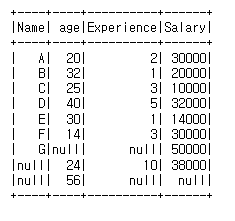 +----+----+----------+------+
|Name| age|Experience|Salary|
+----+----+----------+------+
|   A|  20|         2| 30000|
|   B|  32|         1| 20000|
|   C|  25|         3| 10000|
|   D|  40|         5| 32000|
|   E|  30|         1| 14000|
|   F|  14|         3| 30000|
|   G|null|      null| 50000|
|null|  24|        10| 38000|
|null|  56|      null|  null|
+----+----+----------+------+